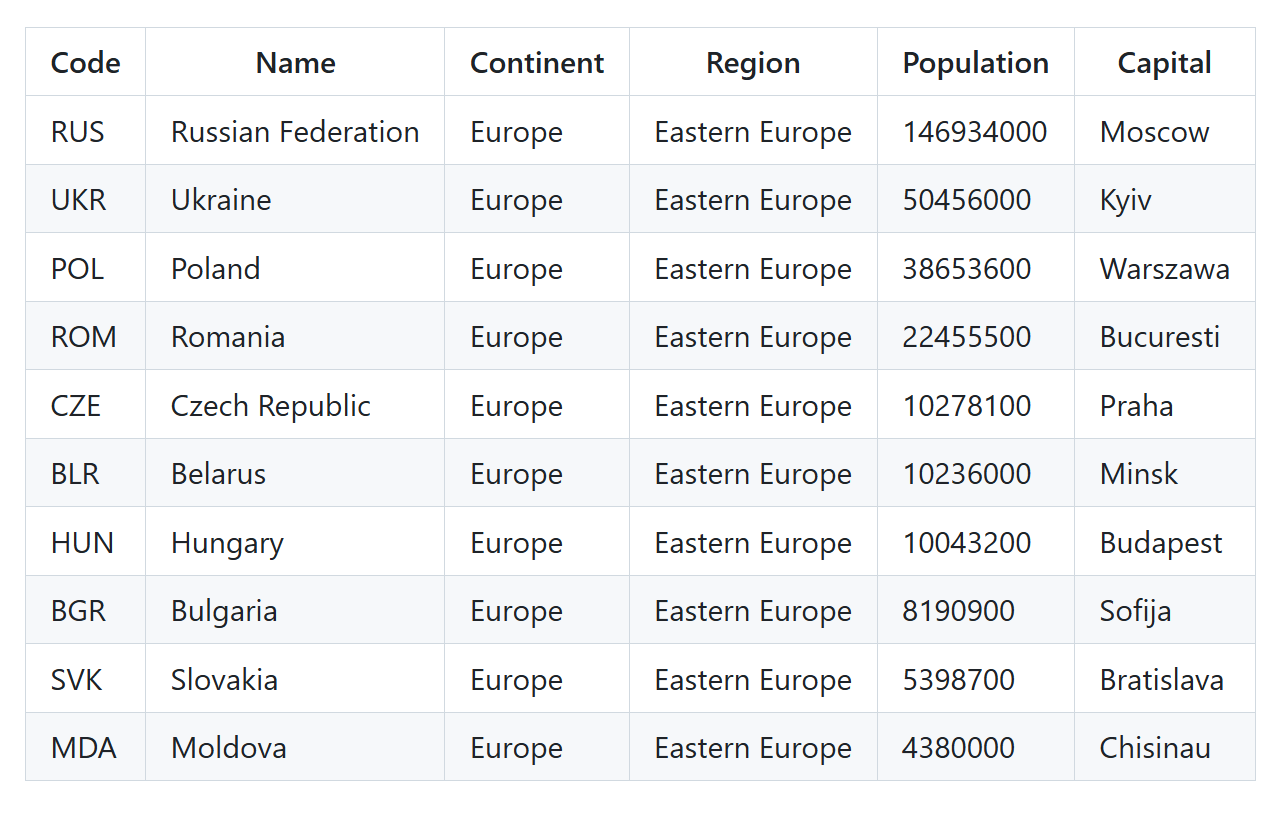 Code Name Continent Region Population Capital
RUS Russian Federation Europe Eastern Europe 146934000 Moscow
UKR Ukraine Europe Eastern Europe 50456000 Kyiv
POL Poland Europe Eastern Europe 38653600 Warszawa
ROM Romania Europe Eastern Europe 22455500 Bucuresti
CZE Czech Republic Europe Eastern Europe 10278100 Praha
BLR Belarus Europe Eastern Europe 10236000 Minsk
HUN Hungary Europe Eastern Europe 10043200 Budapest
BGR Bulgaria Europe Eastern Europe 8190900 Sofija
SVK Slovakia Europe Eastern Europe 5398700 Bratislava
MDA Moldova Europe Eastern Europe 4380000 Chisinau